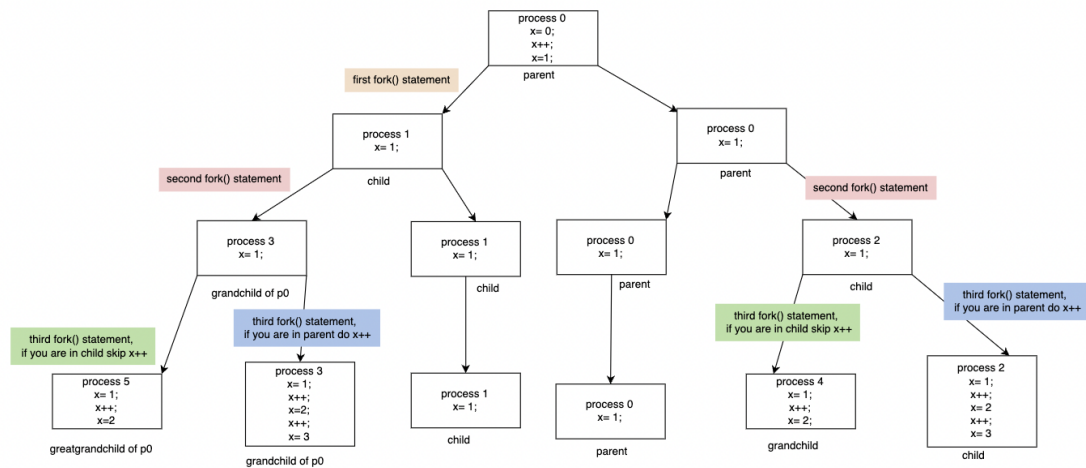 process 0
x= 0;
x++;
x=1;
parent
first fork() statement
process 1
x= 1;
child
process 0
x= 1;
parent
second fork() statement
second fork() statement
process 3
x= 1;
grandchild of p0
process 1
x= 1;
child
process 0
x= 1;
parent
process 2
x= 1;
child
third fork() statement,
if you are in child skip x++
third fork() statement,
if you are in parent do x++
third fork() statement,
if you are in child skip x++
third fork() statement,
if you are in parent do x++
process 5
x= 1;
x++;
x=2
greatgrandchild of p0
process 3
x= 1;
x++;
x=2;
x++;
x= 3
grandchild of p0
process 1
x= 1;
child
process 0
x= 1;
parent
process 4
x= 1;
x++;
x= 2;
grandchild
process 2
x= 1;
x++;
x= 2
x++;
x= 3
child